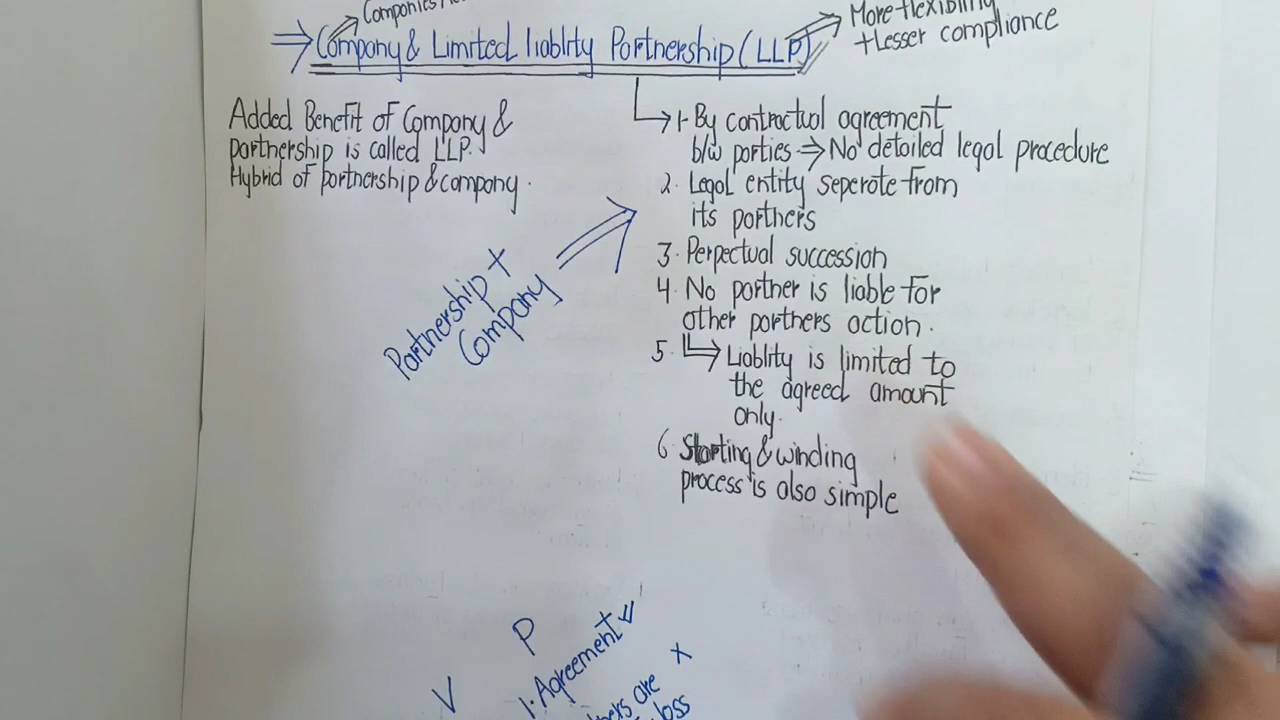 Companies
⇒ Company & Limited liablity Partnership (LLP)
More flexibility
+ Lesser compliance
Added Benefit of Company &
partnership is called LLP.
Hybrid of partnership & company.
→ 1- By contractual agreement
b/w parties ⇒ No detailed legal procedure
2. Legal entity seperate from
its partners
3. Perpectual succession
4. No partner is liable for
other partners action.
5. → Liablity is limited to
the agreed amount
only.
6 Starting & winding
process is also simple
Partnership +
Company
P
V
1. Agreement ✓
X
are
loss